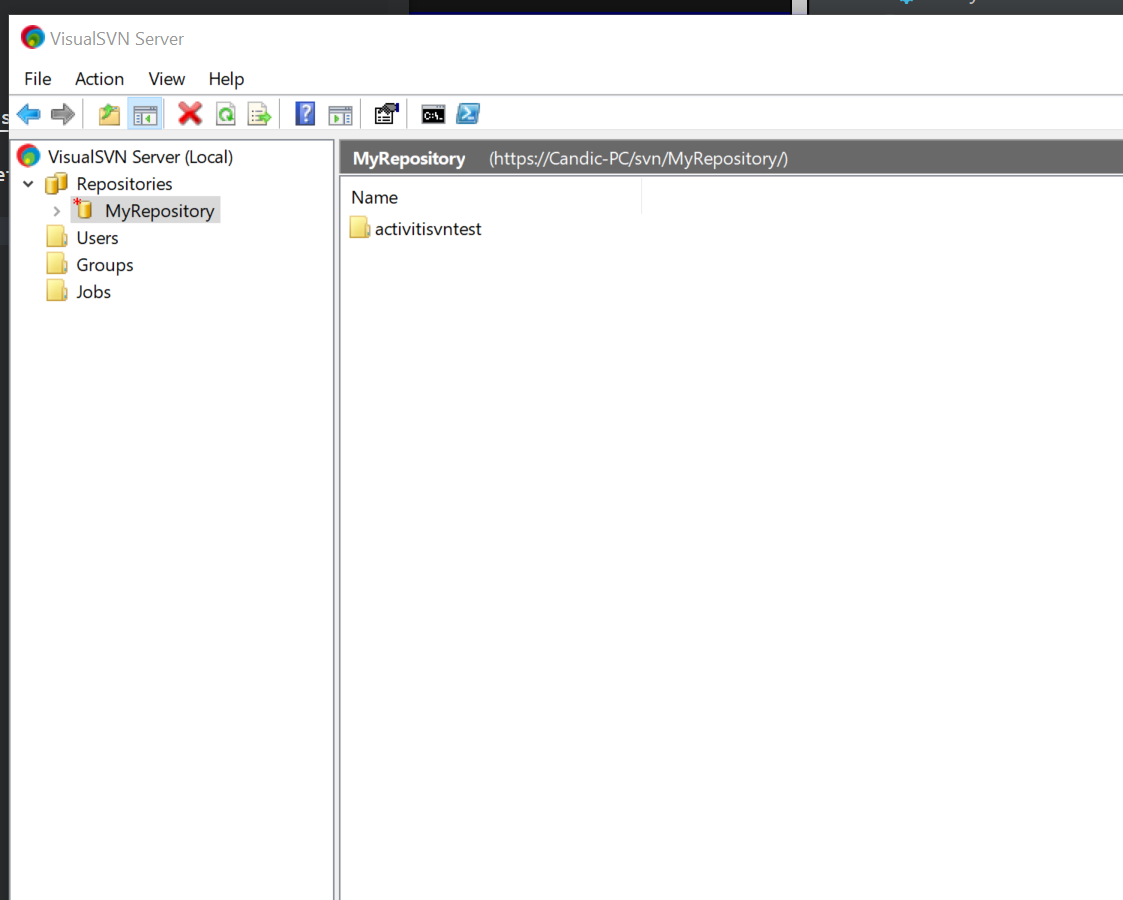 VisualSVN Server
File Action View Help
C:\.
VisualSVN Server (Local)
Repositories
MyRepository
Users
Groups
Jobs
MyRepository (https://Candic-PC/svn/MyRepository/)
Name
activitisvntest